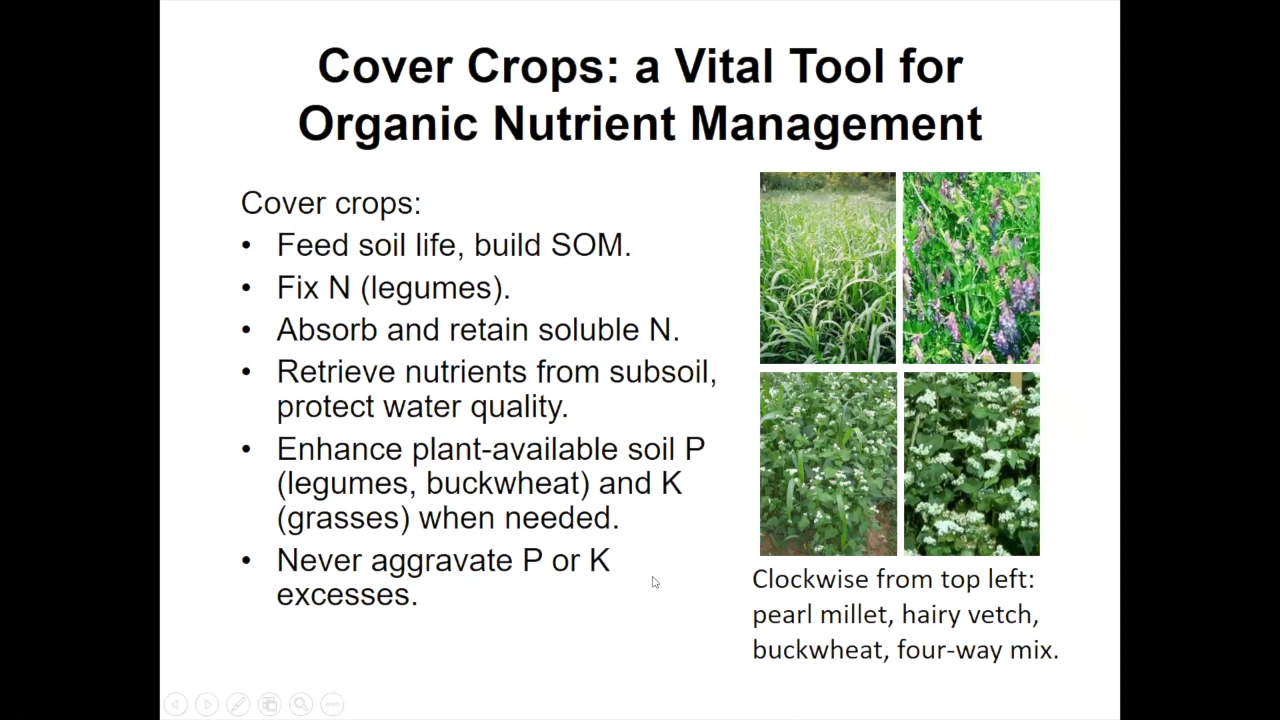 Cover Crops: a Vital Tool for
Organic Nutrient Management
Cover crops:
• Feed soil life, build SOM.
• Fix N (legumes).
• Absorb and retain soluble N.
• Retrieve nutrients from subsoil,
protect water quality.
• Enhance plant-available soil P
(legumes, buckwheat) and K
(grasses) when needed.
• Never aggravate P or K
excesses.
Clockwise from top left:
pearl millet, hairy vetch,
buckwheat, four-way mix.